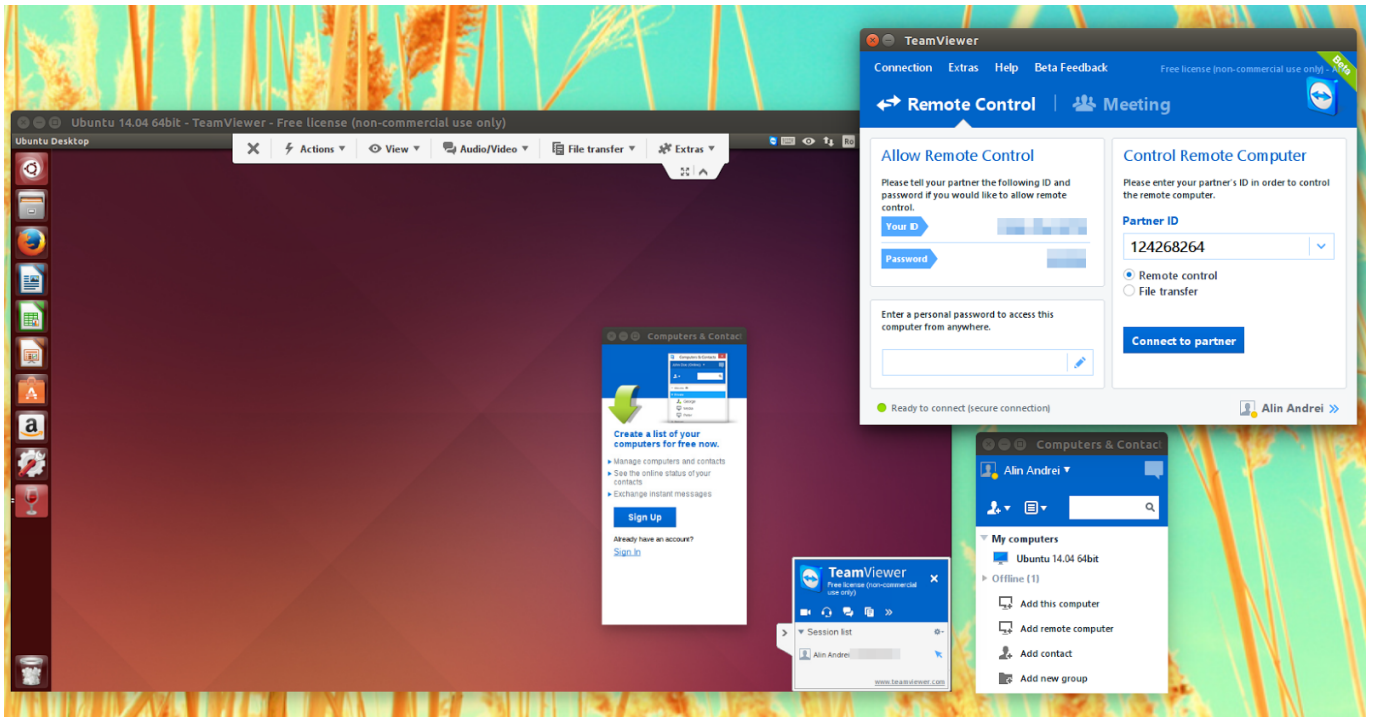 TeamViewer
Connection Extras Help Beta Feedback
Free license (non-commercial use only) -
Beta
Remote Control
Meeting
Allow Remote Control
Please tell your partner the following ID and
password if you would like to allow remote
control.
Your ID
Password
Enter a personal password to access this
computer from anywhere.
Control Remote Computer
Please enter your partner's ID in order to control
the remote computer.
Partner ID
124268264
Remote control
File transfer
Connect to partner
Ready to connect (secure connection)
Alin Andrei
Ubuntu 14.04 64bit - TeamViewer - Free license (non-commercial use only)
Ubuntu Desktop
Actions
View
Audio/Video
File transfer
Extras
Ro
Computers & Contac
Computers & Contacts
Create a list of your
computers for free now.
Manage computers and contacts
See the online status of your
contacts
Exchange instant messages
Sign Up
Already have an account?
Sign In
TeamViewer
Free license (non-commercial
use only)
Session list
Alin Andrei
www.teamviewer.com
Computers & Contac
Alin Andrei
My computers
Ubuntu 14.04 64bit
Offline (1)
Add this computer
Add remote computer
Add contact
Add new group